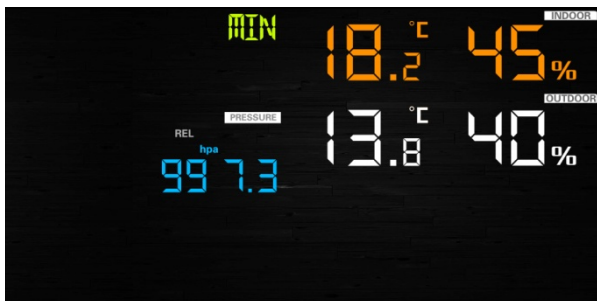 MIN
INDOOR
18.2 °C 45%
OUTDOOR
13.8 °C 40%
PRESSURE
REL
hpa
997.3